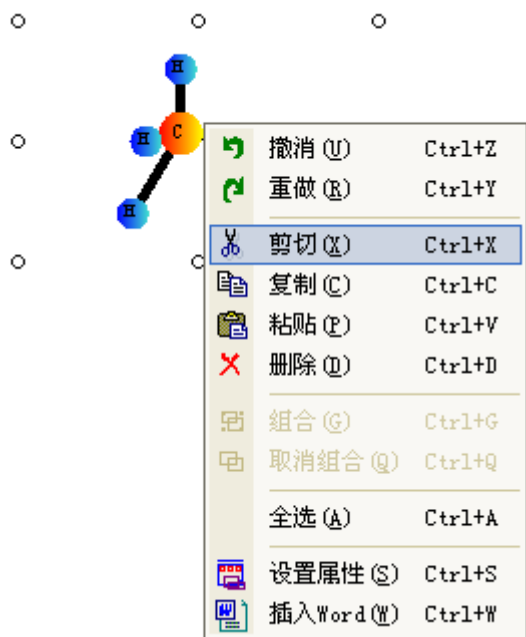 H
C
H
H
撤消(U) Ctrl+Z
重做(R) Ctrl+Y
剪切(X) Ctrl+X
复制(C) Ctrl+C
粘贴(P) Ctrl+V
删除(D) Ctrl+D
组合(G) Ctrl+G
取消组合(Q) Ctrl+Q
全选(A) Ctrl+A
设置属性(S) Ctrl+S
插入Word(W) Ctrl+W